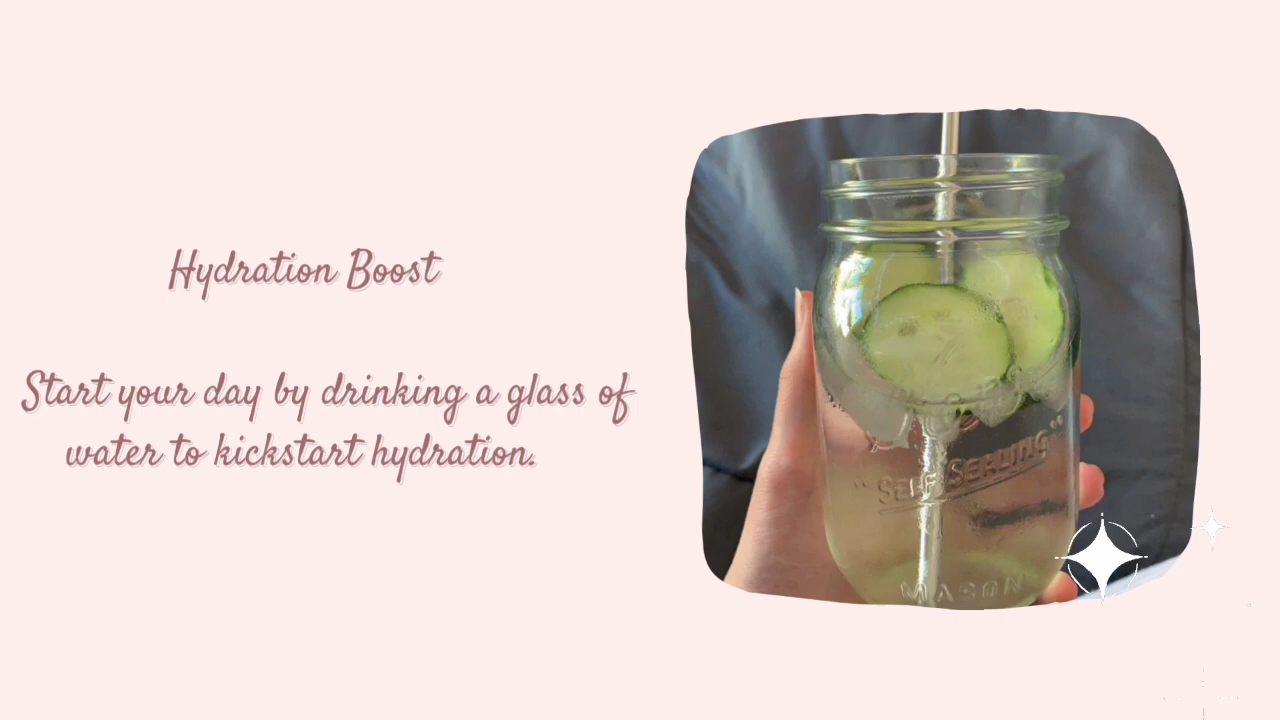 Hydration Boost
Start your day by drinking a glass of
water to kickstart hydration.
"SELF SEALING"
MASON